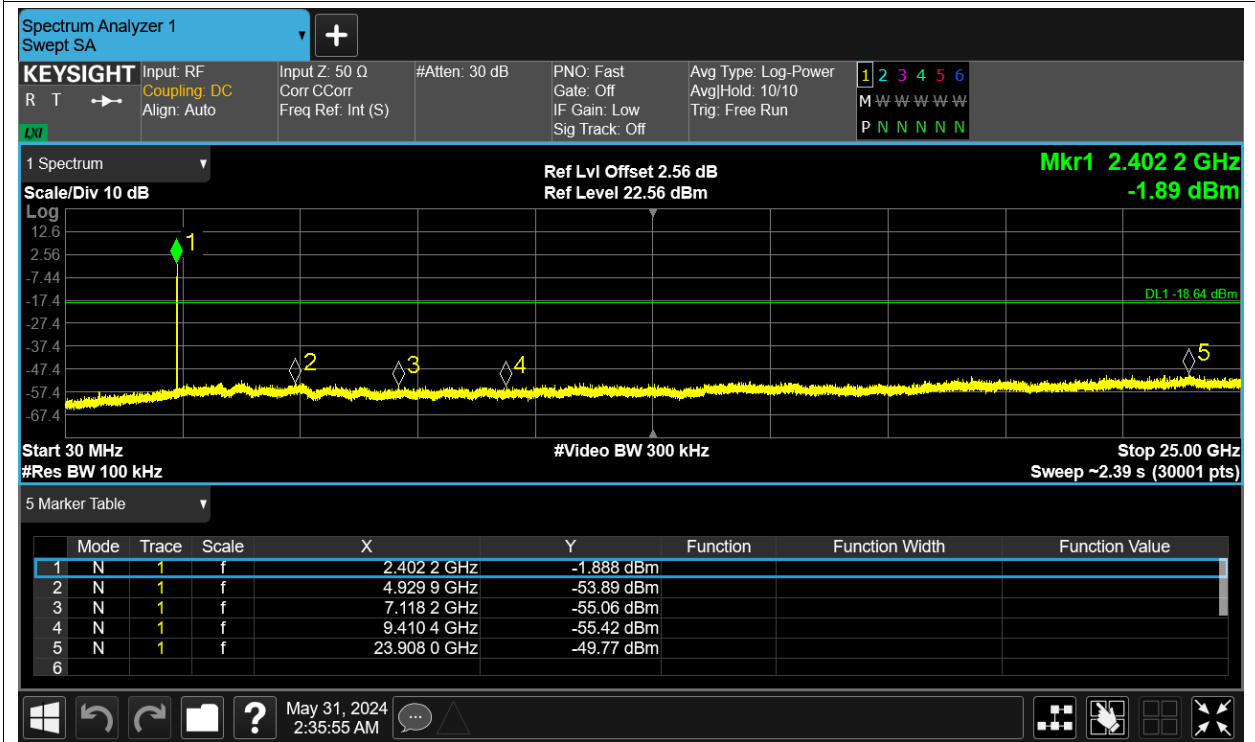 Spectrum Analyzer 1
Swept SA
KEYSIGHT
R T
LXI
Input: RF
Coupling: DC
Align: Auto
Input Z: 50 Ω
Corr CCorr
Freq Ref: Int (S)
#Atten: 30 dB
PNO: Fast
Gate: Off
IF Gain: Low
Sig Track: Off
Avg Type: Log-Power
Avg|Hold: 10/10
Trig: Free Run
1 2 3 4 5 6
M W W W W W
P N N N N N
1 Spectrum
Scale/Div 10 dB
Ref Lvl Offset 2.56 dB
Ref Level 22.56 dBm
Mkr1 2.402 2 GHz
-1.89 dBm
Log
12.6
2.56
-7.44
-17.4
-27.4
-37.4
-47.4
-57.4
-67.4
1
DL1 -18.64 dBm
2
3
4
5
Start 30 MHz
#Video BW 300 kHz
Stop 25.00 GHz
#Res BW 100 kHz
Sweep ~2.39 s (30001 pts)
5 Marker Table
Mode Trace Scale X Y Function Function Width Function Value
1 N 1 f 2.402 2 GHz -1.888 dBm
2 N 1 f 4.929 9 GHz -53.89 dBm
3 N 1 f 7.118 2 GHz -55.06 dBm
4 N 1 f 9.410 4 GHz -55.42 dBm
5 N 1 f 23.908 0 GHz -49.77 dBm
6
?
May 31, 2024
2:35:55 AM